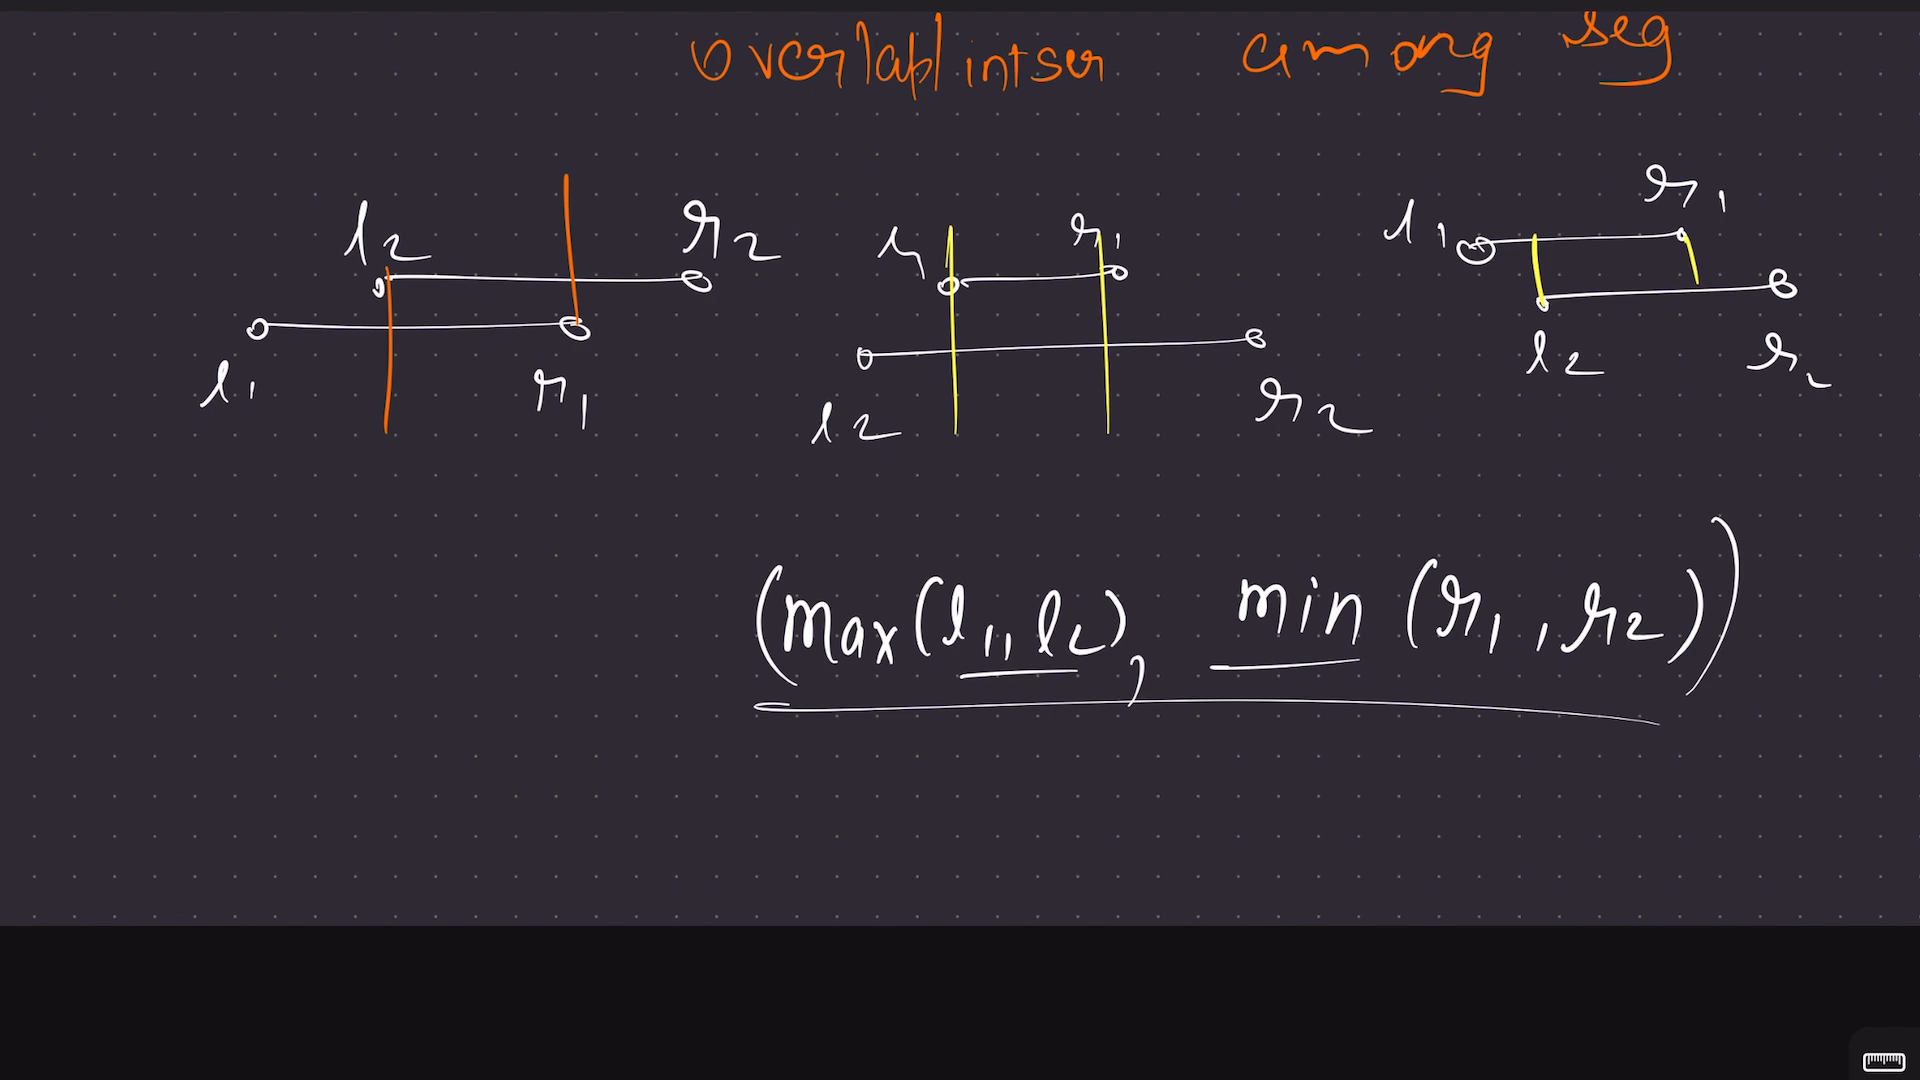 overlap/inter among seg
l2 r2 r1 l1 r1
l1 r1 l2 r2
l2 r2
(max(l1, l2), min(r1, r2))